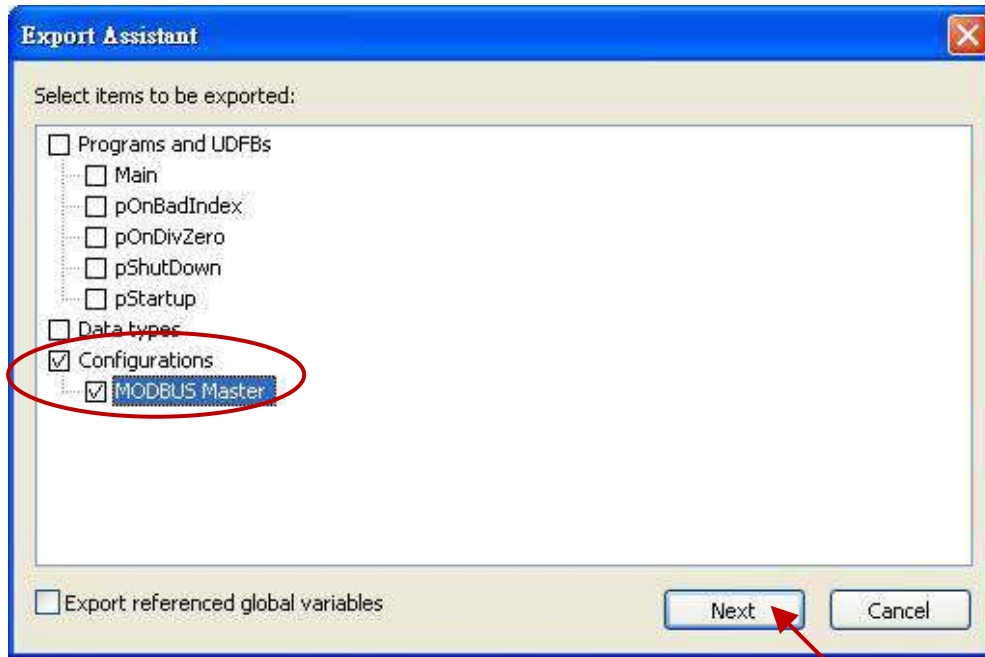 Export Assistant
Select items to be exported:
Programs and UDFBs
Main
pOnBadIndex
pOnDivZero
pShutDown
pStartup
Data types
Configurations
MODBUS Master
Export referenced global variables
Next
Cancel